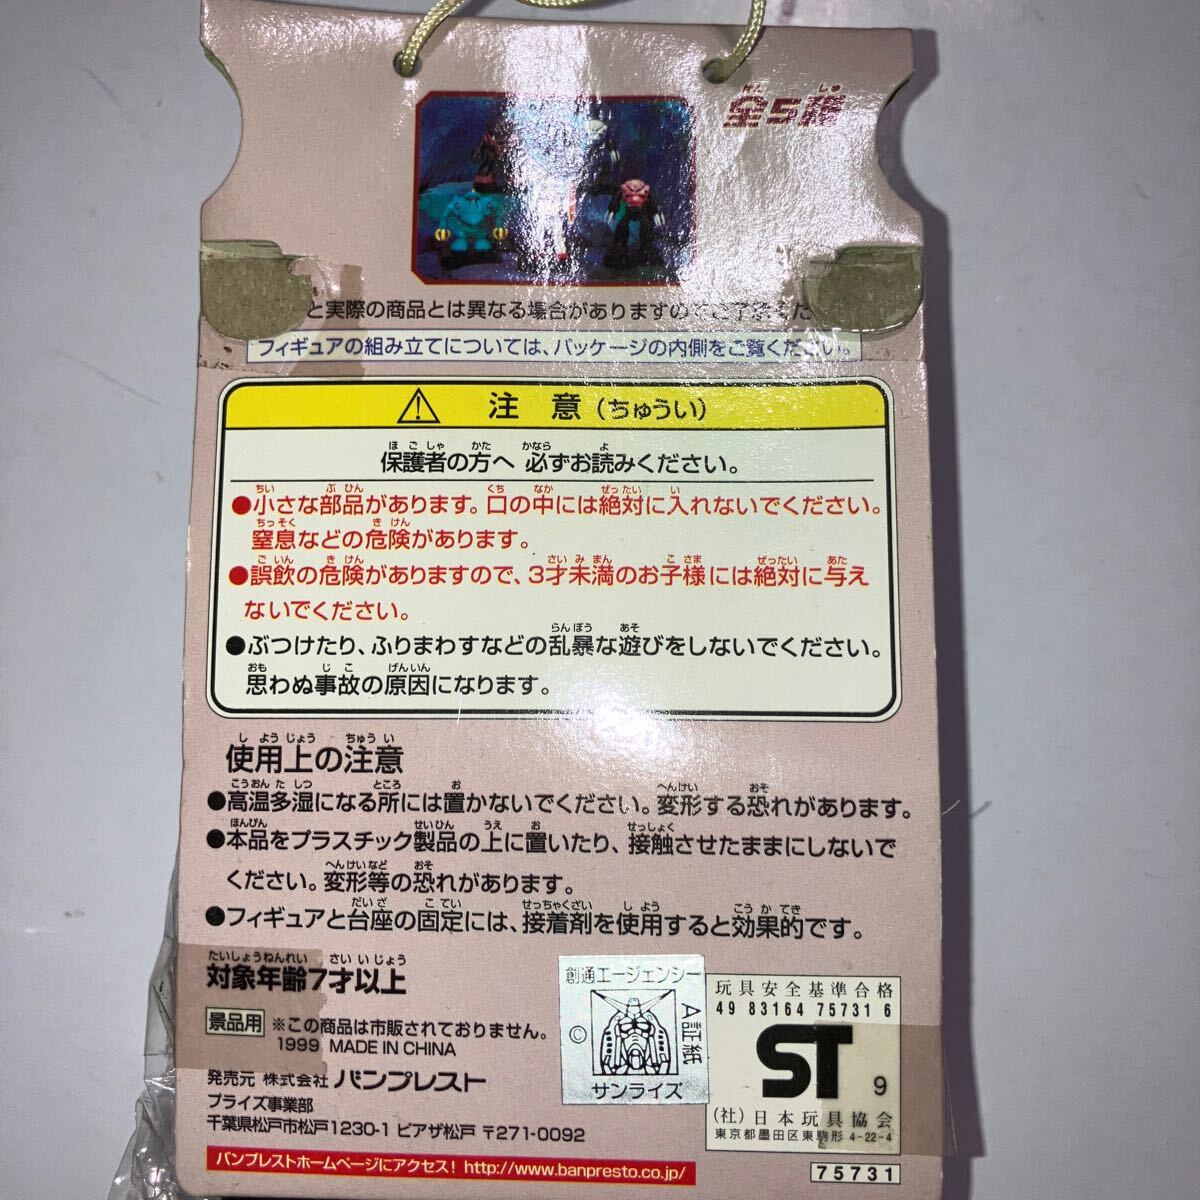 全5種
と実際の商品とは異なる場合がありますのでご了承くだ
フィギュアの組み立てについては、パッケージの内側をご覧ください。
注 意 (ちゅうい)
保護者の方へ 必ずお読みください。
●小さな部品があります。口の中には絶対に入れないでください。
窒息などの危険があります。
●誤飲の危険がありますので、3才未満のお子様には絶対に与え
ないでください。
●ぶつけたり、ふりまわすなどの乱暴な遊びをしないでください。
思わぬ事故の原因になります。
使用上の注意
●高温多湿になる所には置かないでください。変形する恐れがあります。
●本品をプラスチック製品の上に置いたり、接触させたままにしないで
ください。変形等の恐れがあります。
●フィギュアと台座の固定には、接着剤を使用すると効果的です。
対象年齢7才以上
景品用 ※この商品は市販されておりません。
1999 MADE IN CHINA
発売元 株式会社 バンプレスト
プライズ事業部
千葉県松戸市松戸1230-1 ピアザ松戸 〒271-0092
バンプレストホームページにアクセス! http://www.banpresto.co.jp/
創通エージェンシー
A証紙
©
サンライズ
玩具安全基準合格
49 83164 75731 6
ST 9
(社)日本玩具協会
東京都墨田区東駒形 4-22-4
75731